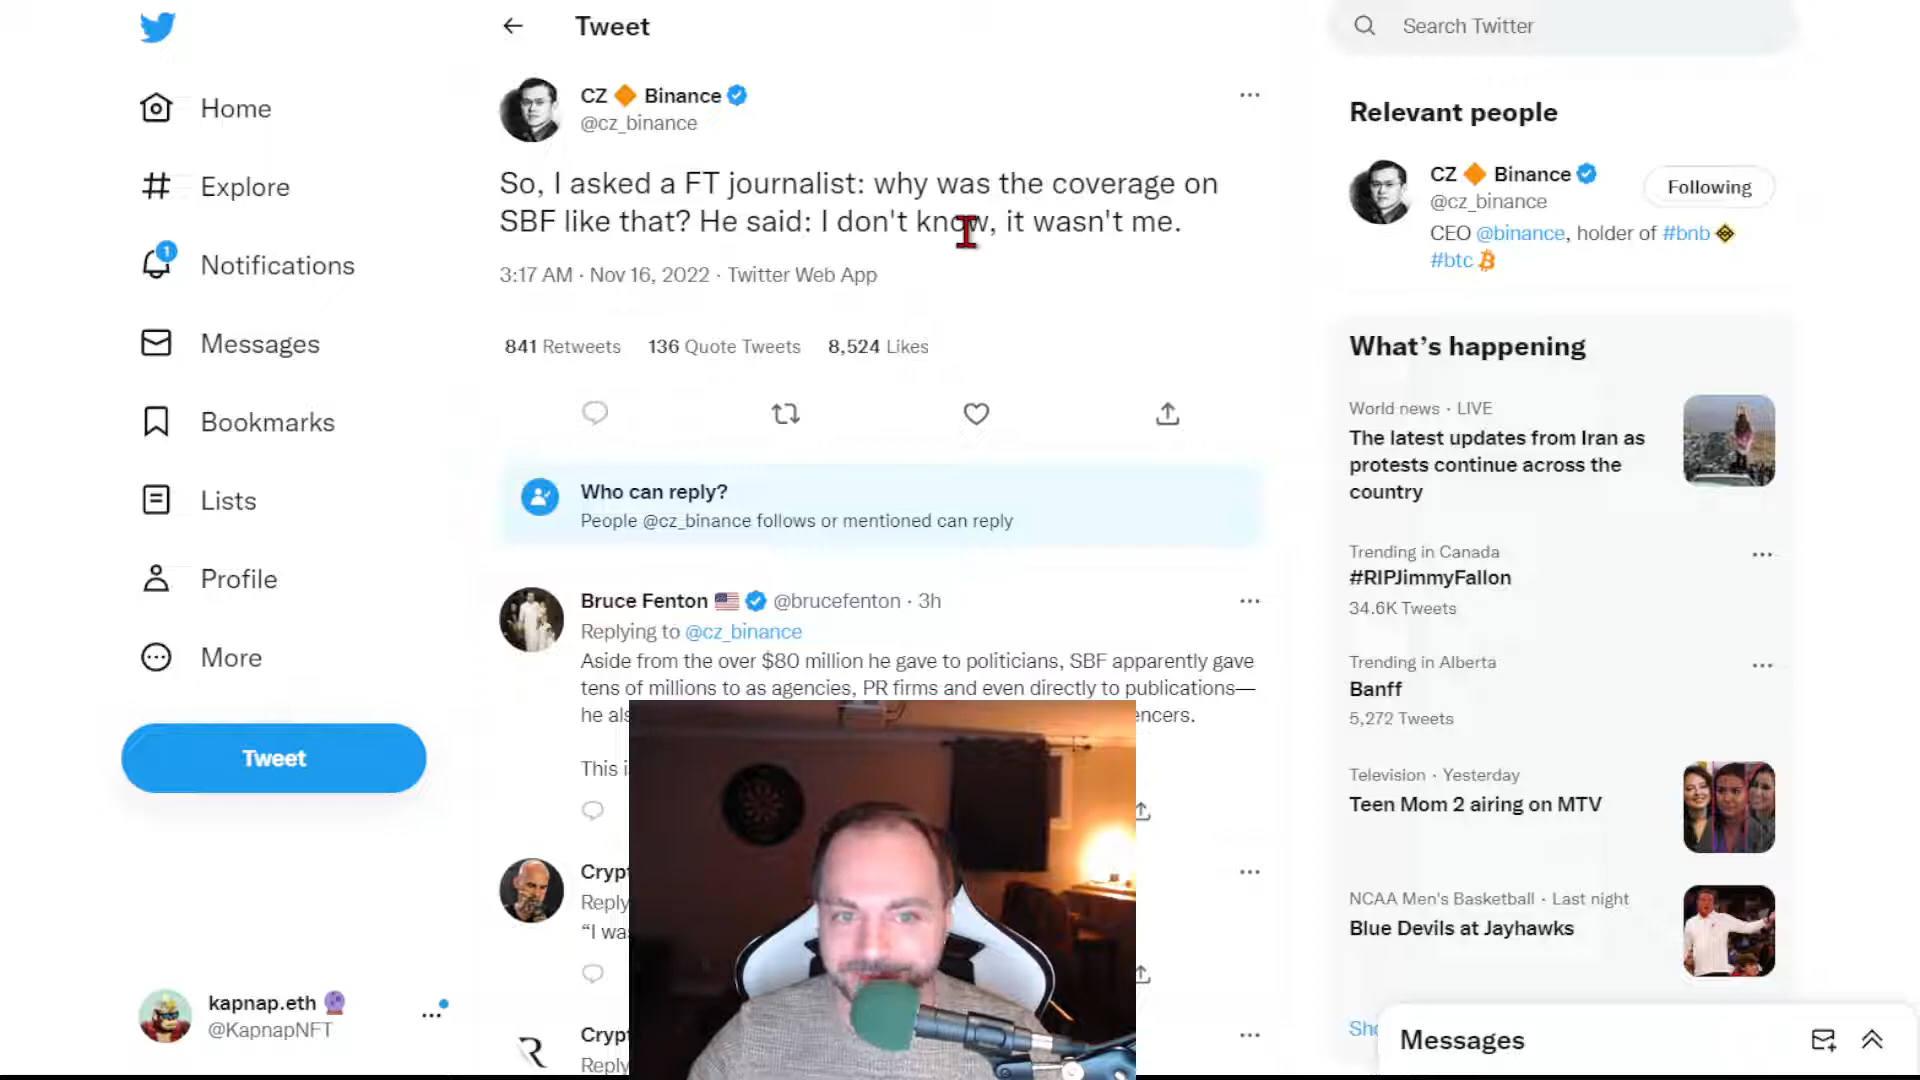 Tweet
Search Twitter
Home
Explore
1
Notifications
Messages
Bookmarks
Lists
Profile
More
Tweet
kapnap.eth
@KapnapNFT
CZ 🔶 Binance
@cz_binance
So, I asked a FT journalist: why was the coverage on
SBF like that? He said: I don't know, it wasn't me.
3:17 AM · Nov 16, 2022 · Twitter Web App
841 Retweets 136 Quote Tweets 8,524 Likes
Who can reply?
People @cz_binance follows or mentioned can reply
Bruce Fenton 🇺🇸 @brucefenton · 3h
Replying to @cz_binance
Aside from the over $80 million he gave to politicians, SBF apparently gave
tens of millions to as agencies, PR firms and even directly to publications—
he
encers.
This
Relevant people
CZ 🔶 Binance
@cz_binance
Following
CEO @binance, holder of #bnb
#btc
What's happening
World news · LIVE
The latest updates from Iran as
protests continue across the
country
Trending in Canada
#RIPJimmyFallon
34.6K Tweets
Trending in Alberta
Banff
5,272 Tweets
Television · Yesterday
Teen Mom 2 airing on MTV
NCAA Men's Basketball · Last night
Blue Devils at Jayhawks
Messages